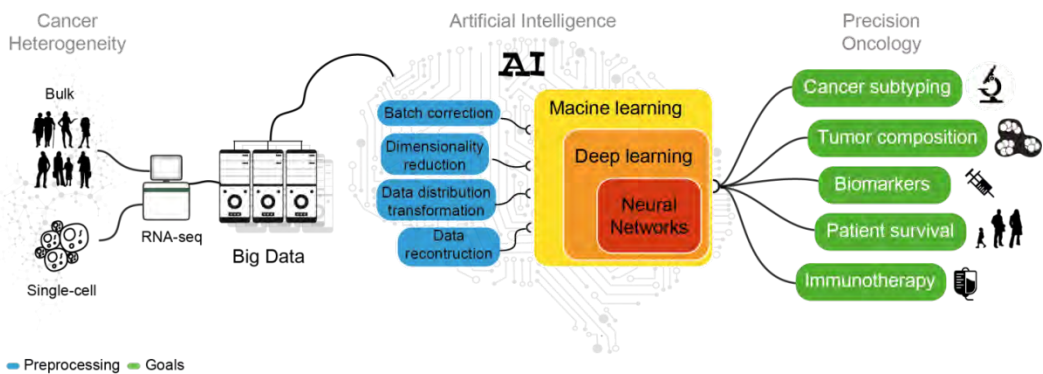 Cancer
Heterogeneity
Bulk
Single-cell
RNA-seq
Big Data
Artificial Intelligence
AI
Batch correction
Dimensionality
reduction
Data distribution
transformation
Data
recontruction
Macine learning
Deep learning
Neural
Networks
Precision
Oncology
Cancer subtyping
Tumor composition
Biomarkers
Patient survival
Immunotherapy
Preprocessing
Goals